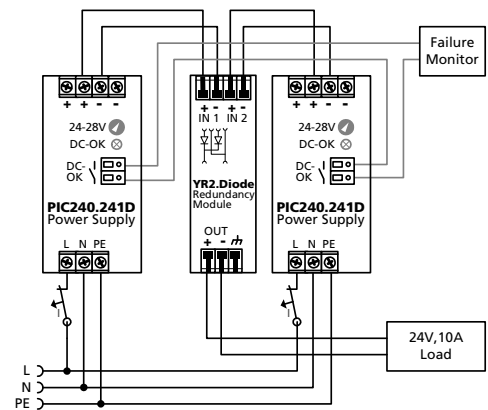 Failure
Monitor
+ + - -
+ - + -
IN 1 IN 2
+ + - -
24-28V
DC-OK
24-28V
DC-OK
DC-
OK
DC-
OK
YR2.Diode
Redundancy
Module
PIC240.241D
Power Supply
PIC240.241D
Power Supply
OUT
+ -
L N PE
L N PE
I
I
24V,10A
Load
L
N
PE